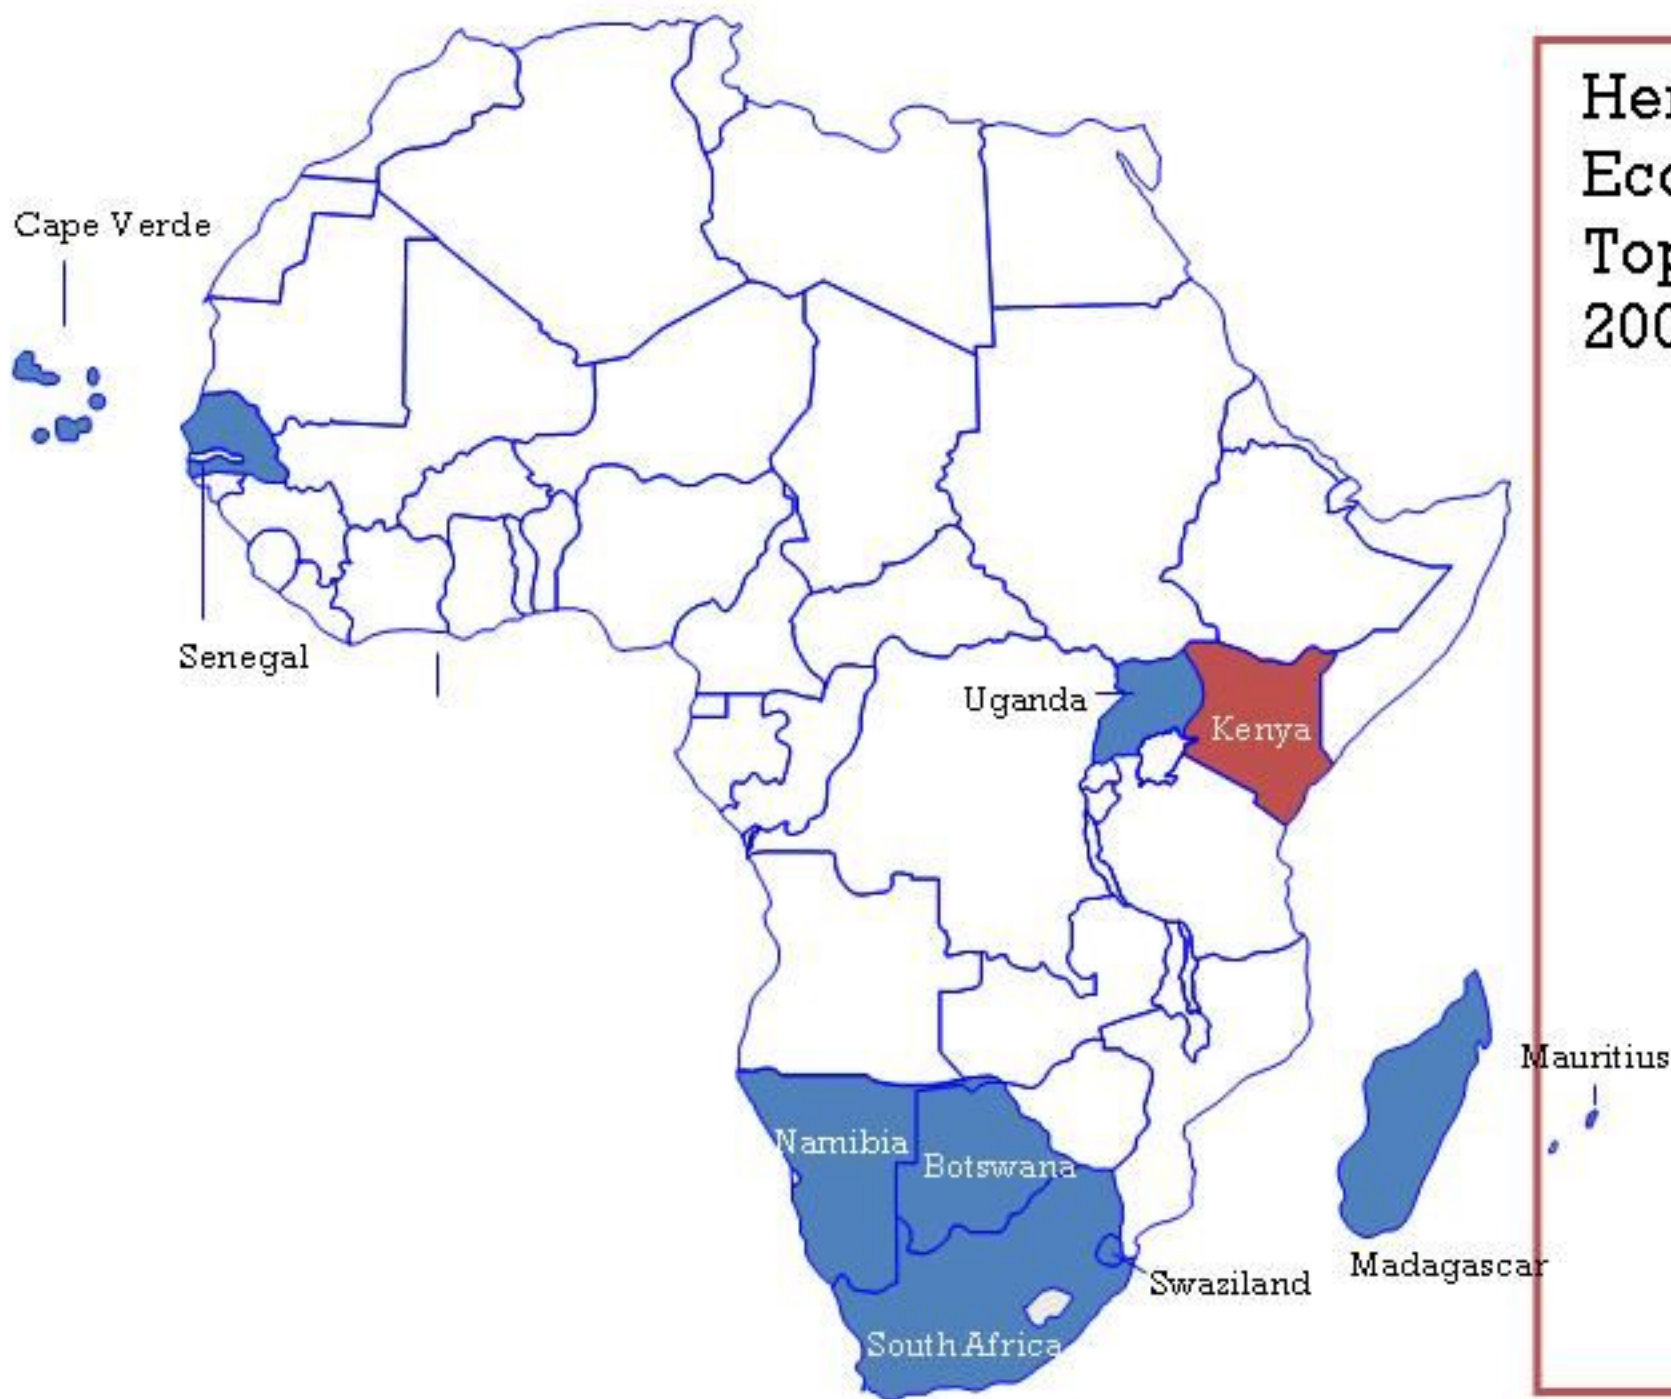 Cape Verde
Senegal
Uganda
Kenya
Namibia
Botswana
Swaziland
South Africa
Madagascar
Mauritius